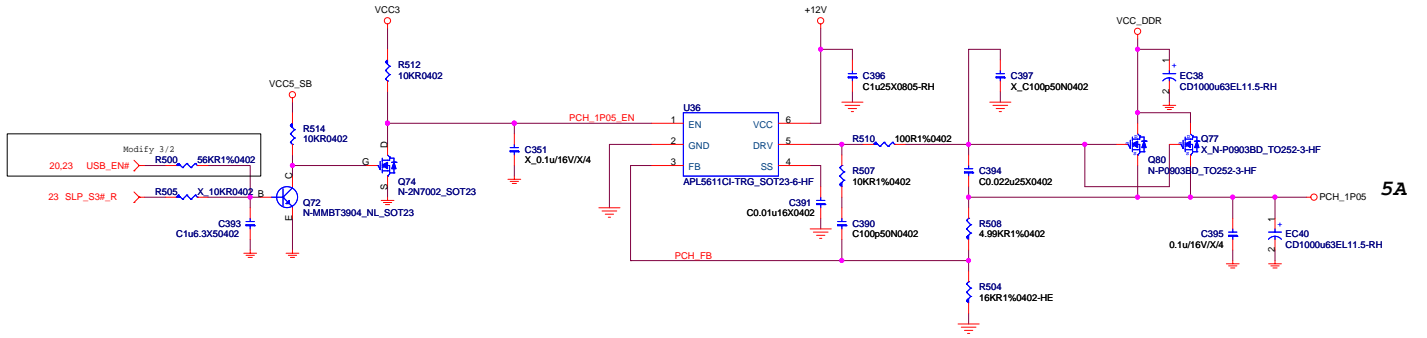 VCC3
+12V
VCC_DDR
R512
10KR0402
VCC5_SB
R514
10KR0402
C396
C1u25X0805-RH
C397
X_C100p50N0402
1
+
2
EC38
CD1000u63EL11.5-RH
Modify 3/2
20,23 USB_EN#
R500
56KR1%0402
23 SLP_S3#_R
R505
X_10KR0402
B
C
E
Q72
N-MMBT3904_NL_SOT23
C393
C1u6.3X50402
G
D
S
Q74
N-2N7002_SOT23
PCH_1P05_EN
C351
X_0.1u/16V/X/4
U36
1 EN
2 GND
3 FB
VCC 6
DRV 5
SS 4
APL5611CI-TRG_SOT23-6-HF
R510
100R1%0402
R507
10KR1%0402
C391
C0.01u16X0402
C390
C100p50N0402
PCH_FB
C394
C0.022u25X0402
R508
4.99KR1%0402
R504
16KR1%0402-HE
Q77
X_N-P0903BD_TO252-3-HF
Q80
N-P0903BD_TO252-3-HF
PCH_1P05
5A
C395
0.1u/16V/X/4
1
+
2
EC40
CD1000u63EL11.5-RH